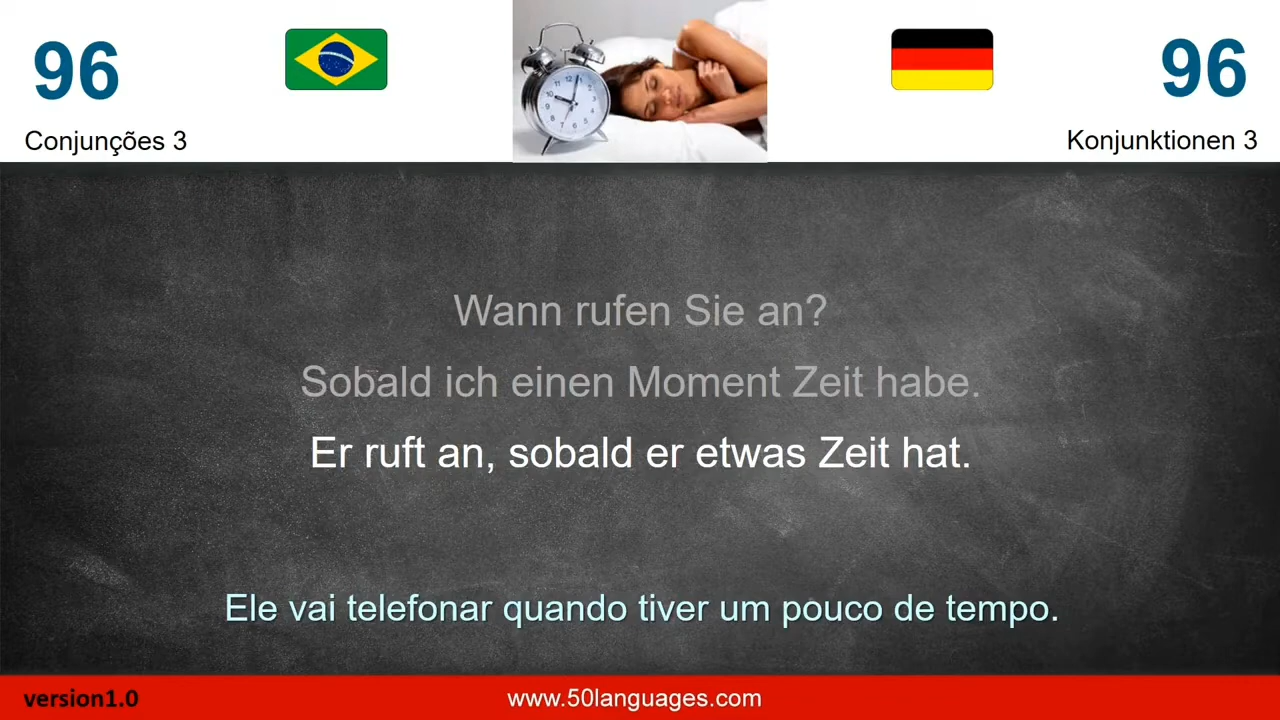 96
96
Conjunções 3
Konjunktionen 3
Wann rufen Sie an?
Sobald ich einen Moment Zeit habe.
Er ruft an, sobald er etwas Zeit hat.
Ele vai telefonar quando tiver um pouco de tempo.
version1.0
www.50languages.com